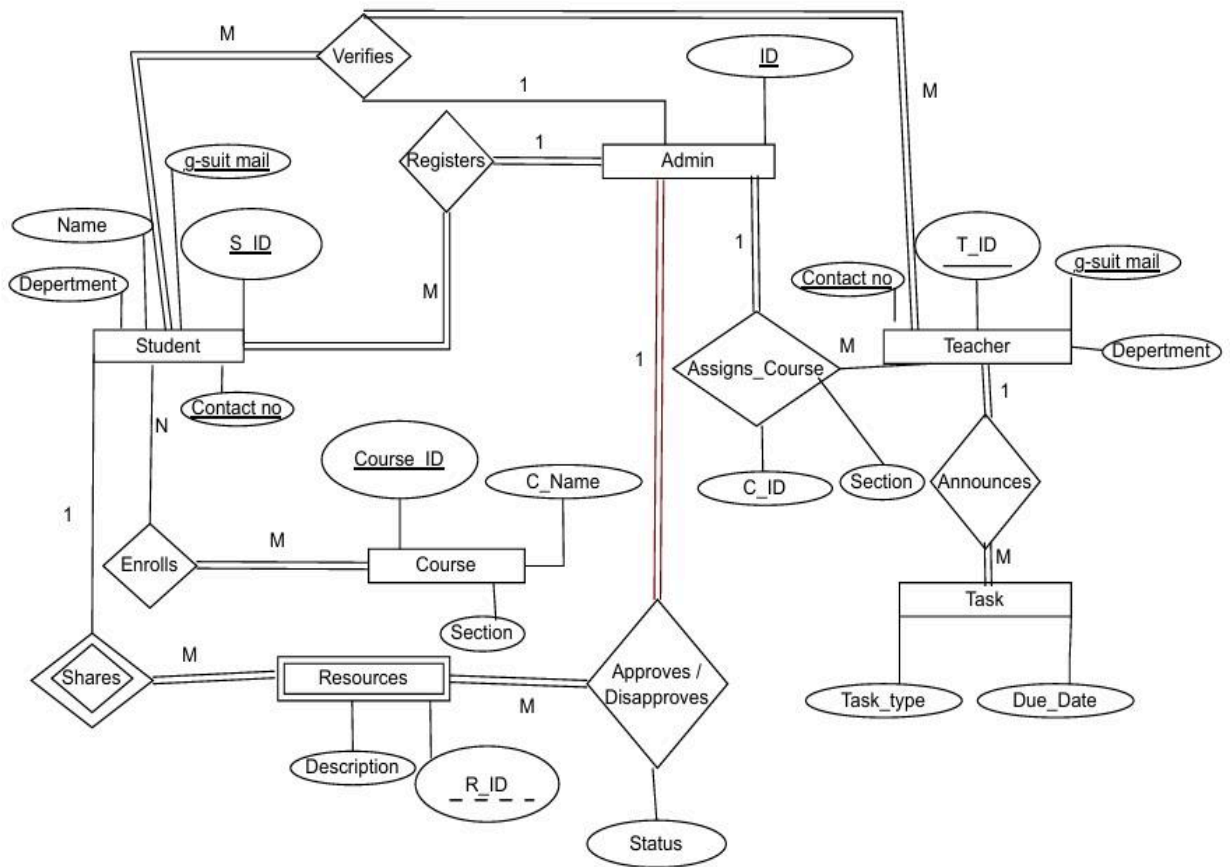 M
Verifies
ID
1
M
g-suit mail
Registers
1
Admin
Name
S_ID
T_ID
Depertment
1
Contact no
g-suit mail
M
Student
M
Teacher
Depertment
1
Assigns_Course
Contact no
1
N
Course_ID
C_Name
C_ID
Section
Announces
1
M
M
Enrolls
Course
Task
Section
M
Shares
Resources
Approves /
Disapproves
M
Task_type
Due_Date
Description
R_ID
Status